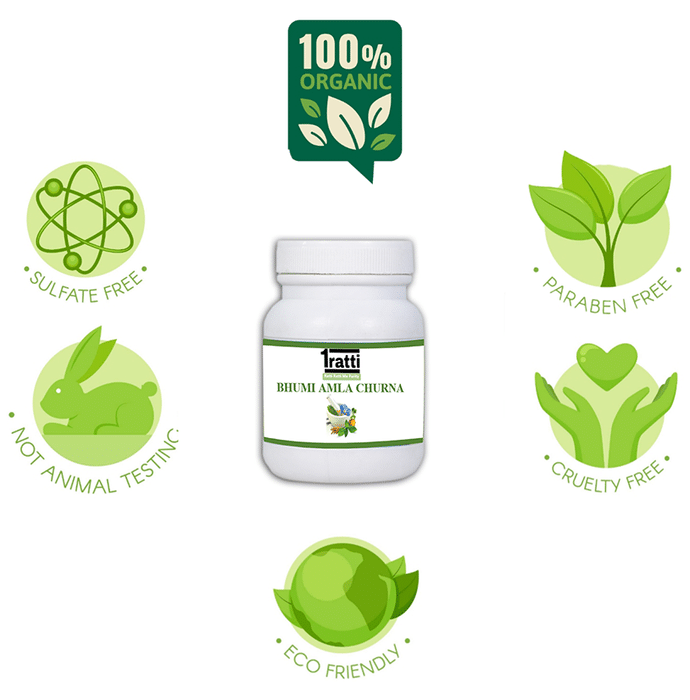 100%
ORGANIC
• SULFATE FREE •
• PARABEN FREE •
1ratti
BHUMI AMLA CHURNA
• NOT ANIMAL TESTING
• CRUELTY FREE •
• ECO FRIENDLY •